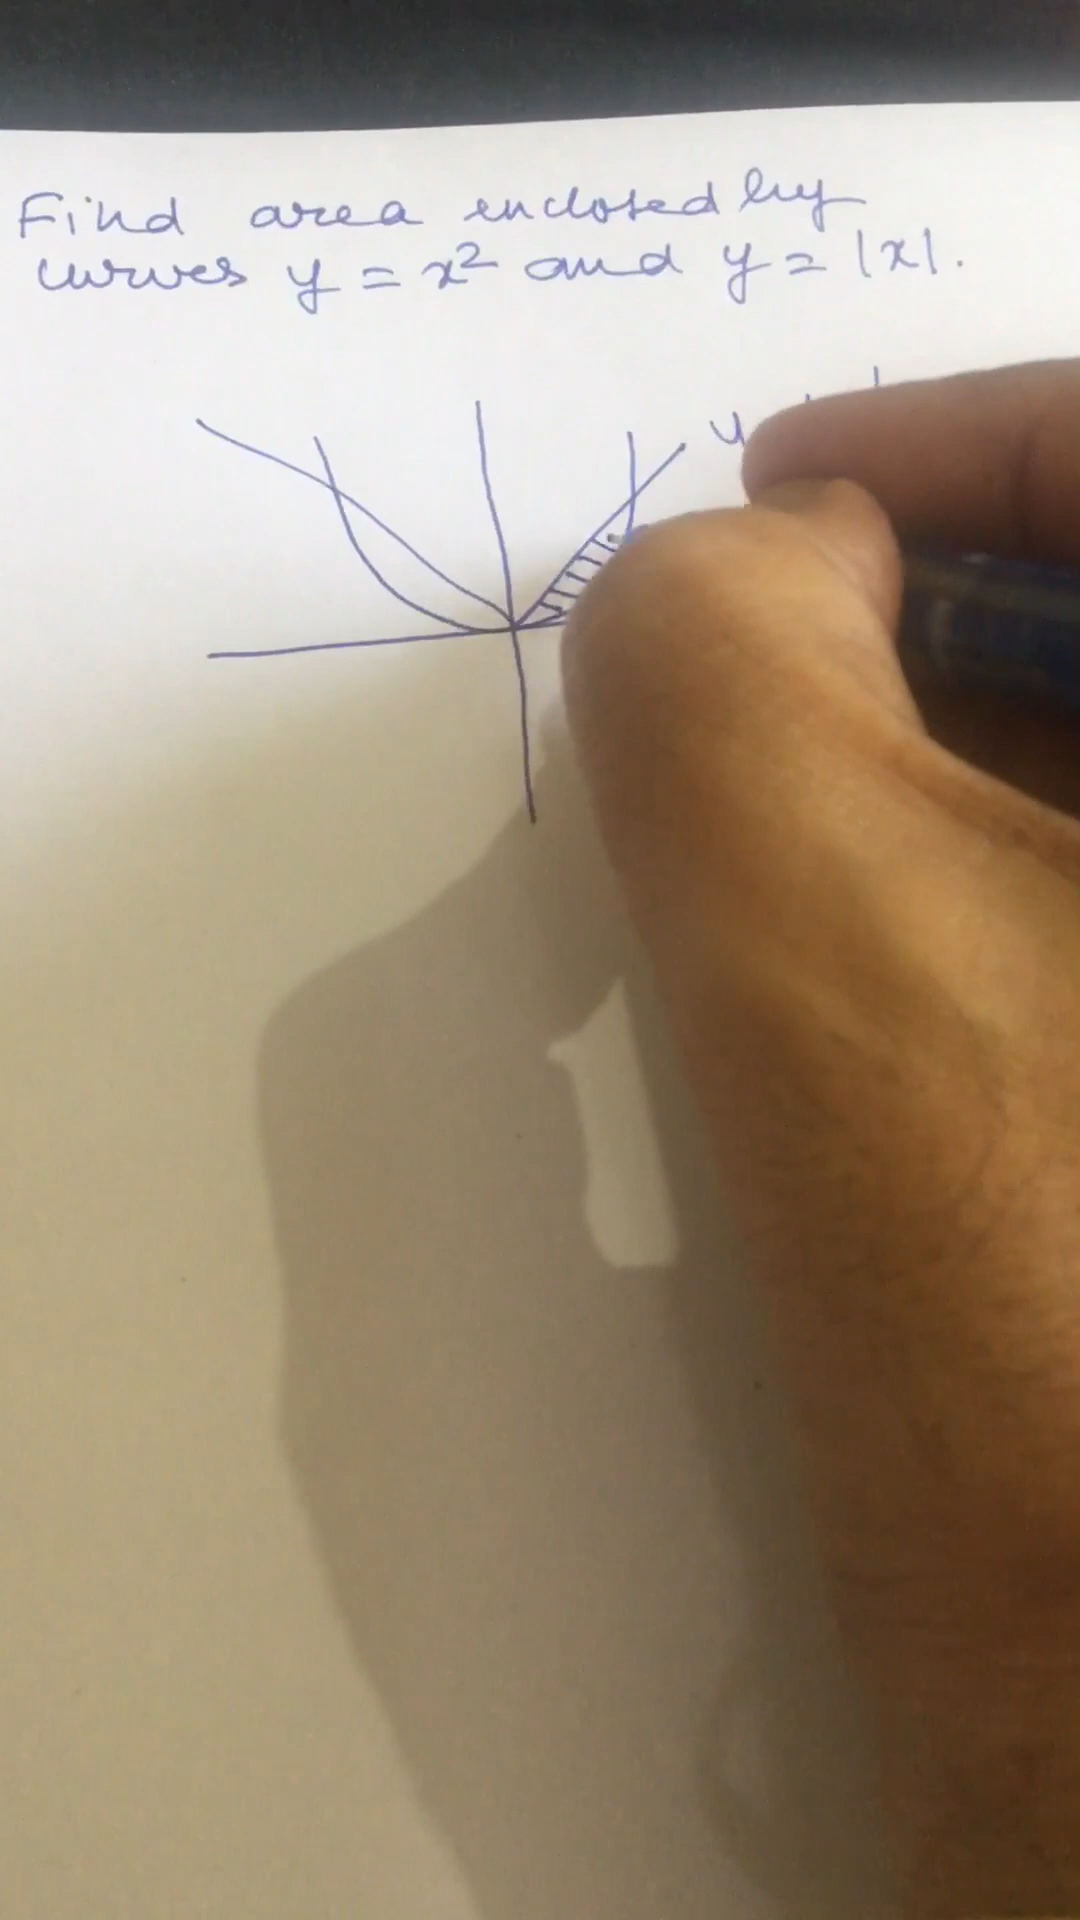 Find area enclosed by
curves y = x² and y = |x|.
y